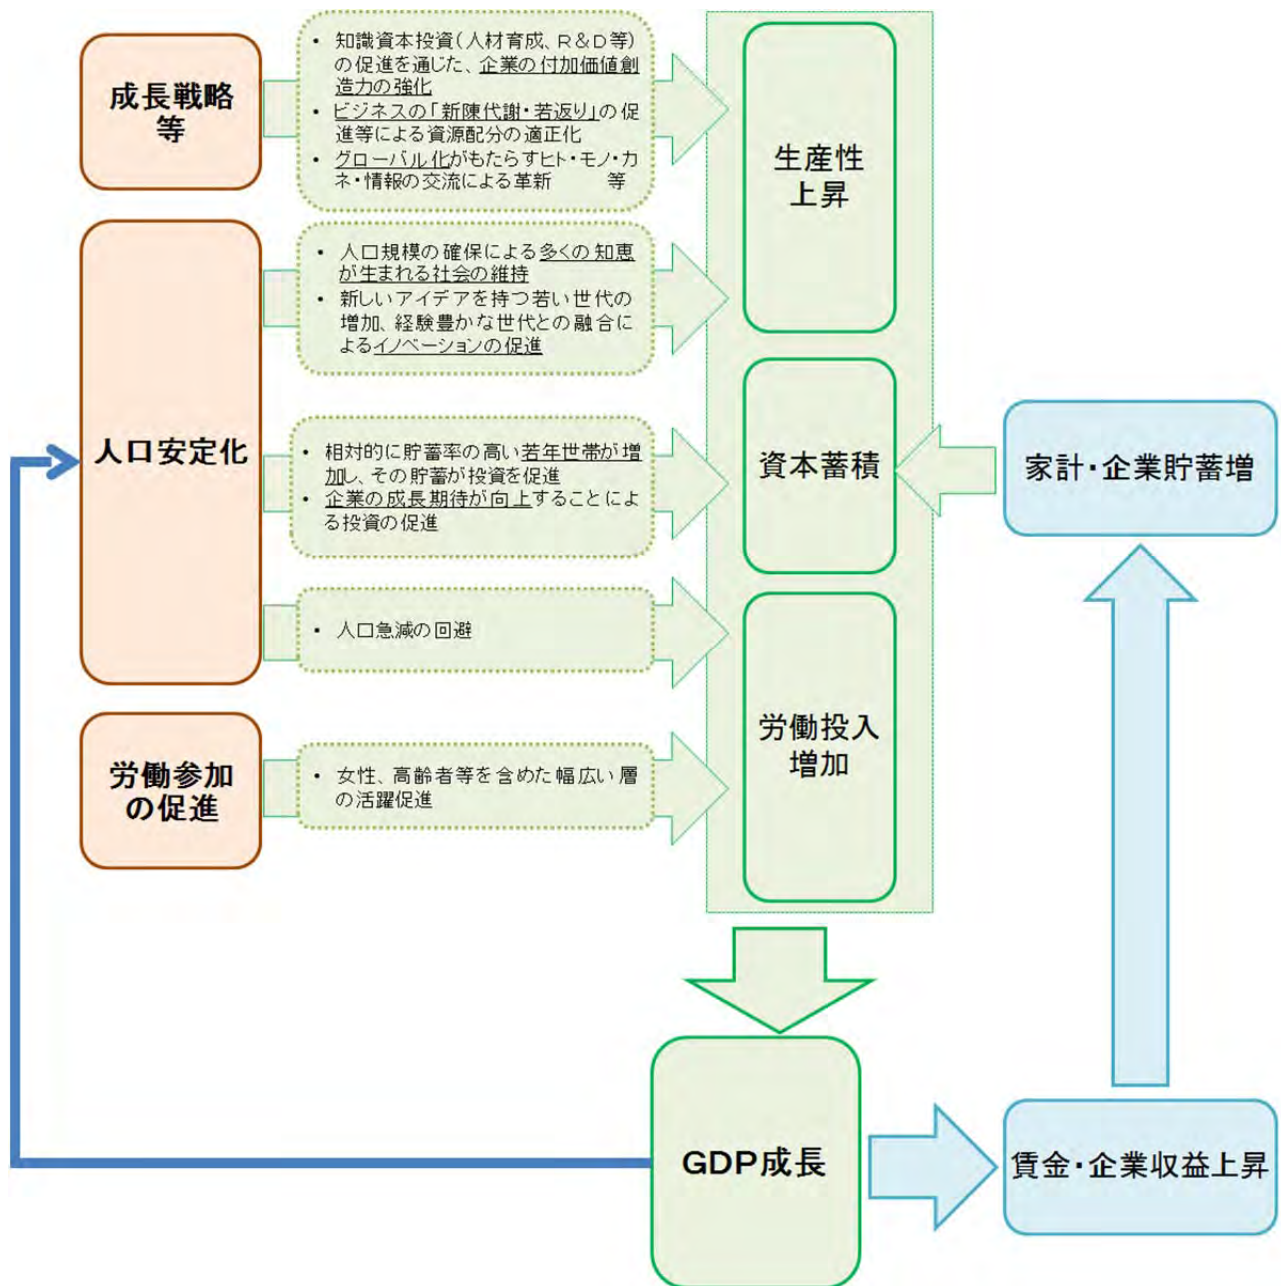 成長戦略
等
• 知識資本投資（人材育成、Ｒ＆Ｄ等）
の促進を通じた、企業の付加価値創
造力の強化
• ビジネスの「新陳代謝・若返り」の促
進等による資源配分の適正化
• グローバル化がもたらすヒト・モノ・カ
ネ・情報の交流による革新　　等
生産性
上昇
人口安定化
• 人口規模の確保による多くの知恵
が生まれる社会の維持
• 新しいアイデアを持つ若い世代の
増加、経験豊かな世代との融合に
よるイノベーションの促進
• 相対的に貯蓄率の高い若年世帯が増
加し、その貯蓄が投資を促進
• 企業の成長期待が向上することによ
る投資の促進
資本蓄積
家計・企業貯蓄増
• 人口急減の回避
労働投入
増加
労働参加
の促進
• 女性、高齢者等を含めた幅広い層
の活躍促進
GDP成長
賃金・企業収益上昇